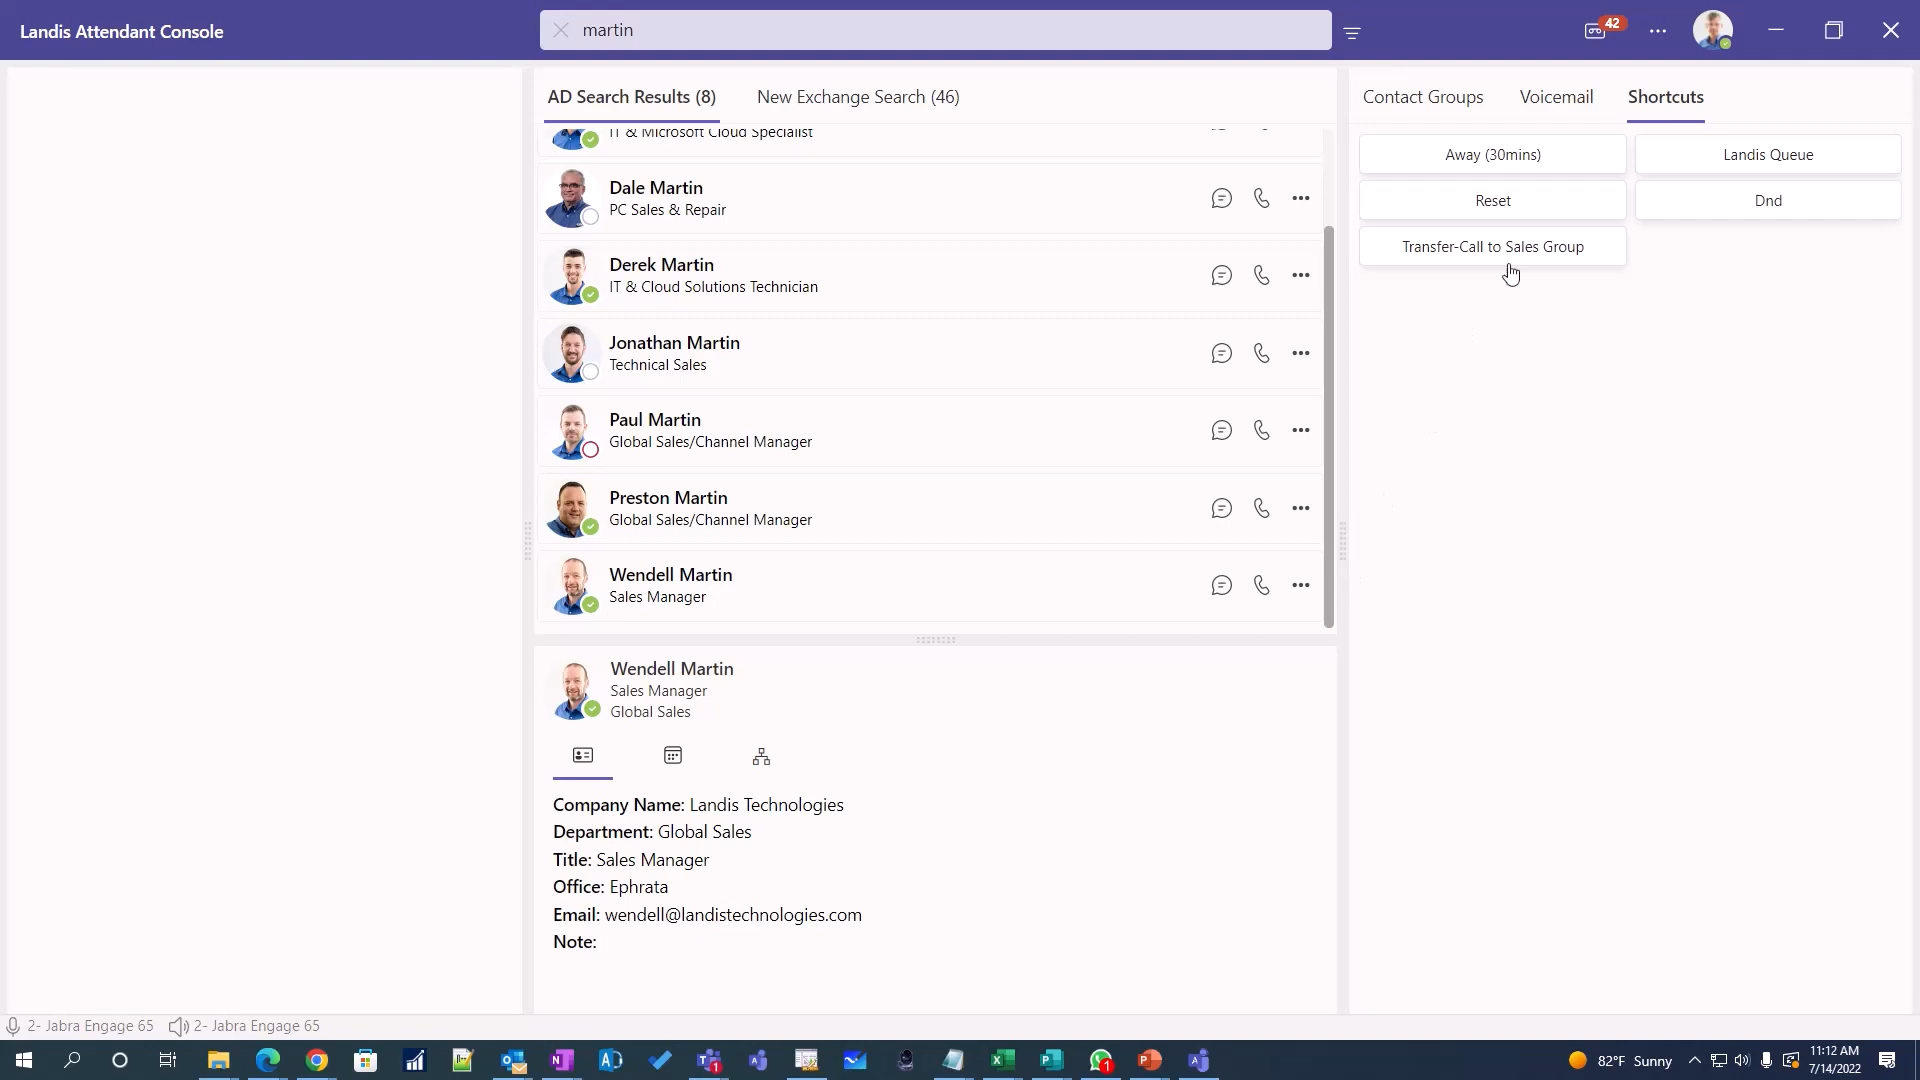 Landis Attendant Console
martin
42
AD Search Results (8)
New Exchange Search (46)
Contact Groups
Voicemail
Shortcuts
IT & Microsoft Cloud Specialist
Dale Martin
PC Sales & Repair
Derek Martin
IT & Cloud Solutions Technician
Jonathan Martin
Technical Sales
Paul Martin
Global Sales/Channel Manager
Preston Martin
Global Sales/Channel Manager
Wendell Martin
Sales Manager
Away (30mins)
Landis Queue
Reset
Dnd
Transfer-Call to Sales Group
Wendell Martin
Sales Manager
Global Sales
Company Name: Landis Technologies
Department: Global Sales
Title: Sales Manager
Office: Ephrata
Email: wendell@landistechnologies.com
Note:
2- Jabra Engage 65
2- Jabra Engage 65
82°F Sunny
11:12 AM
7/14/2022